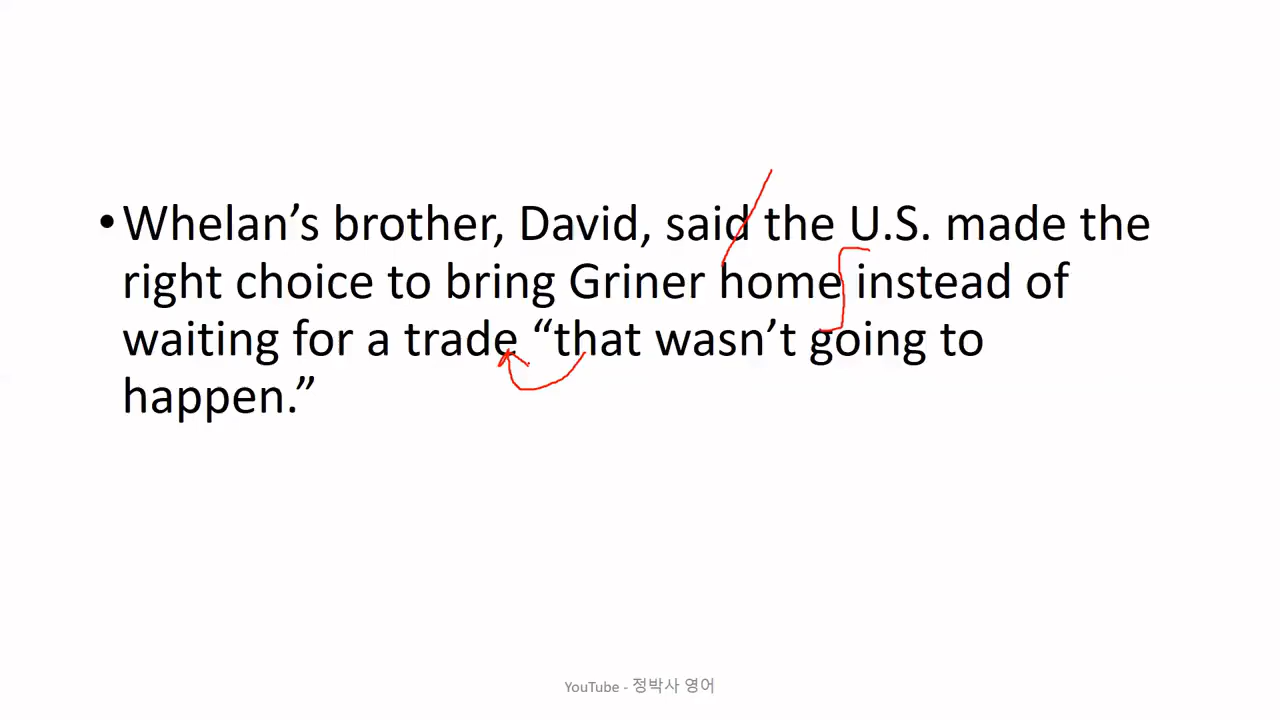 •Whelan’s brother, David, said the U.S. made the
right choice to bring Griner home instead of
waiting for a trade “that wasn’t going to
happen.”
YouTube - 정박사 영어